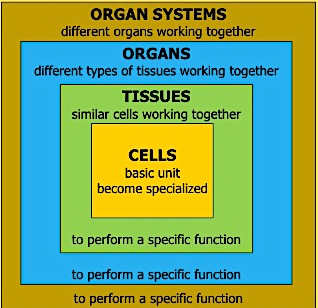 ORGAN SYSTEMS
different organs working together
ORGANS
different types of tissues working together
TISSUES
similar cells working together
CELLS
basic unit
become specialized
to perform a specific function
to perform a specific function
to perform a specific function